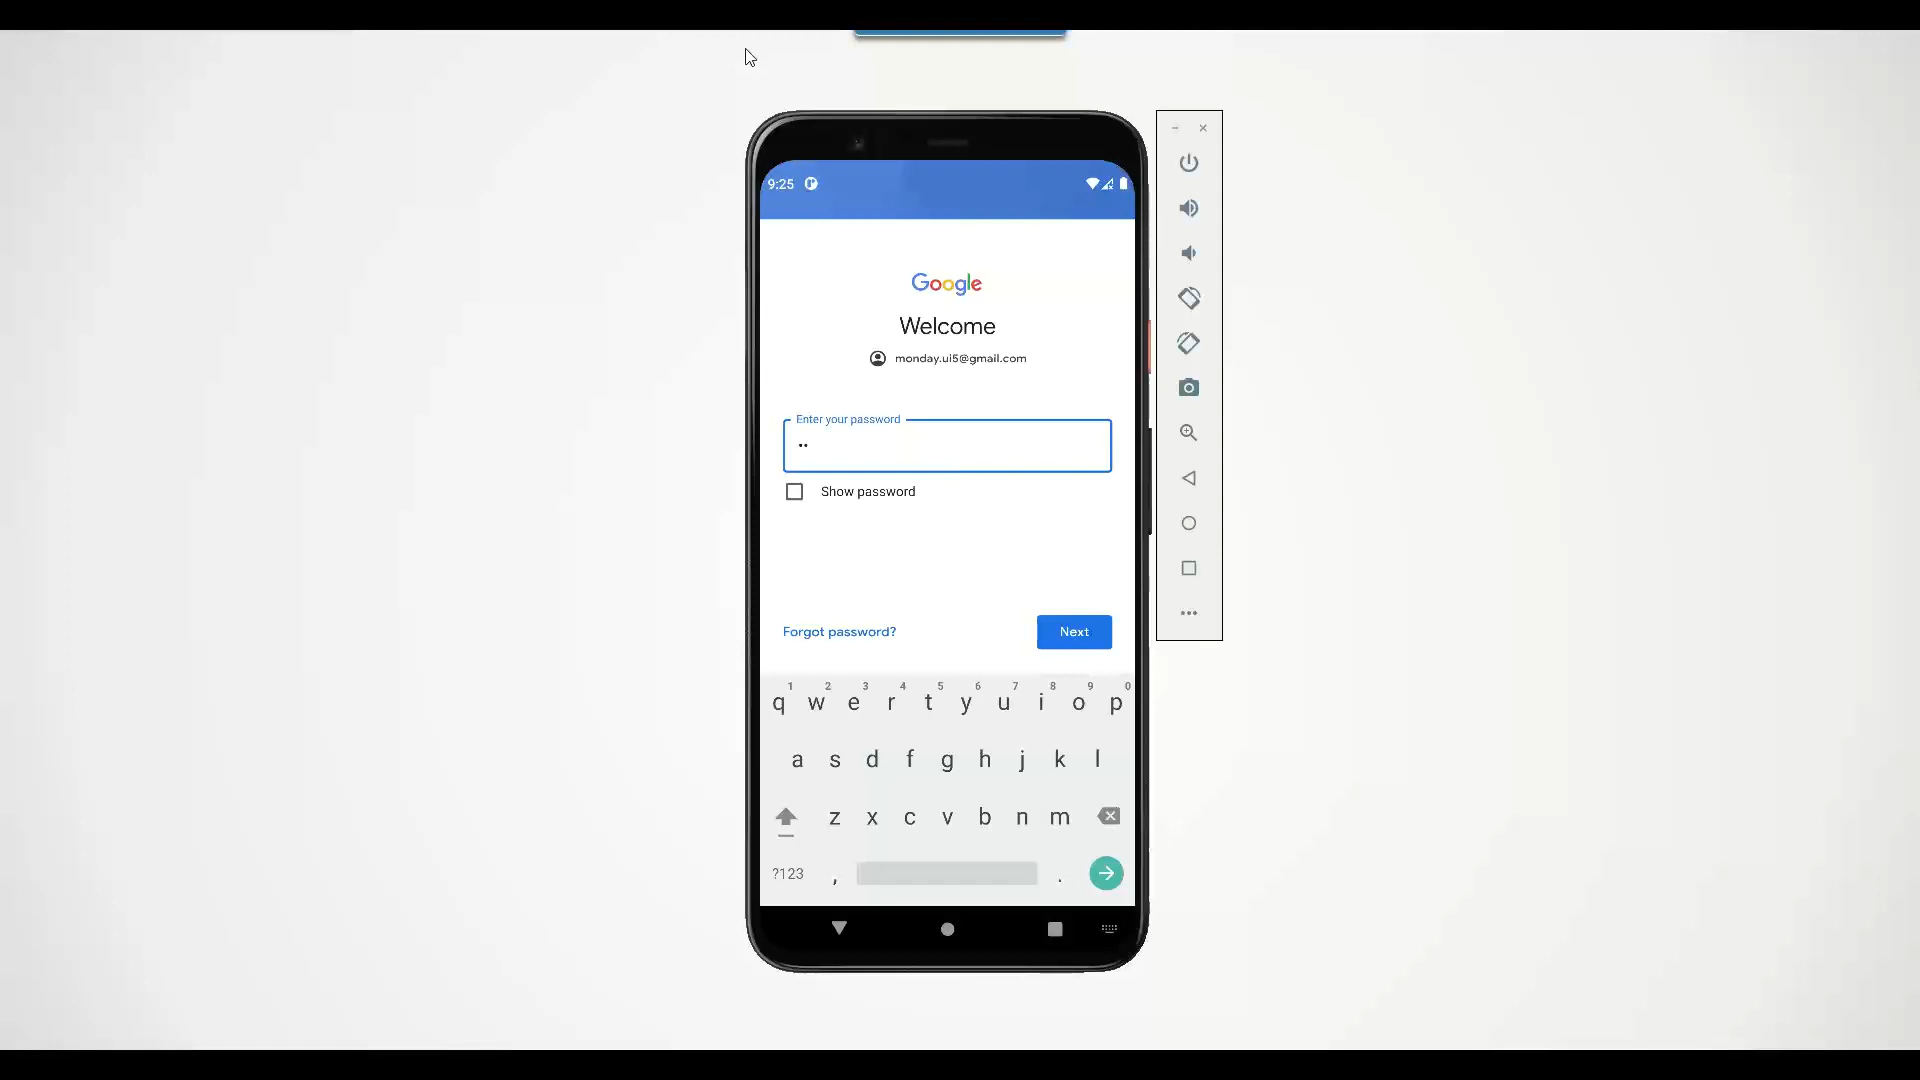 9:25
Google
Welcome
monday.ui5@gmail.com
Enter your password
••
Show password
Forgot password?
Next
1 2 3 4 5 6 7 8 9 0
q w e r t y u i o p
a s d f g h j k l
z x c v b n m
?123 , .